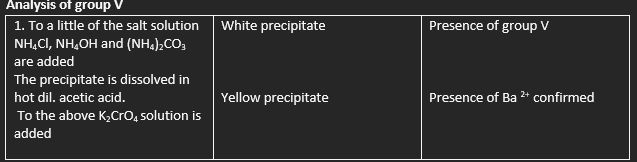 Analysis of group V
1. To a little of the salt solution
NH₄Cl, NH₄OH and (NH₄)₂CO₃
are added
The precipitate is dissolved in
hot dil. acetic acid.
To the above K₂CrO₄ solution is
added
White precipitate
Yellow precipitate
Presence of group V
Presence of Ba ²⁺ confirmed